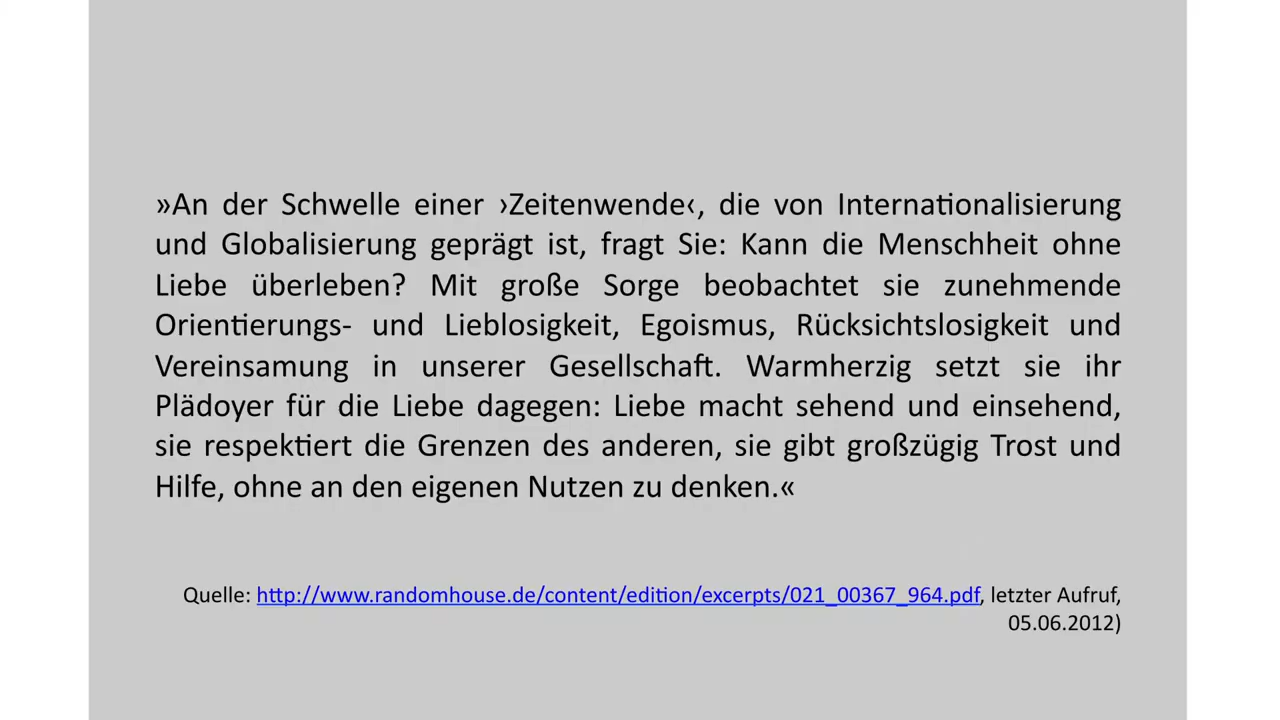 »An der Schwelle einer ›Zeitenwende‹, die von Internationalisierung
und Globalisierung geprägt ist, fragt Sie: Kann die Menschheit ohne
Liebe überleben? Mit große Sorge beobachtet sie zunehmende
Orientierungs- und Lieblosigkeit, Egoismus, Rücksichtslosigkeit und
Vereinsamung in unserer Gesellschaft. Warmherzig setzt sie ihr
Plädoyer für die Liebe dagegen: Liebe macht sehend und einsehend,
sie respektiert die Grenzen des anderen, sie gibt großzügig Trost und
Hilfe, ohne an den eigenen Nutzen zu denken.«
Quelle: http://www.randomhouse.de/content/edition/excerpts/021_00367_964.pdf, letzter Aufruf,
05.06.2012)